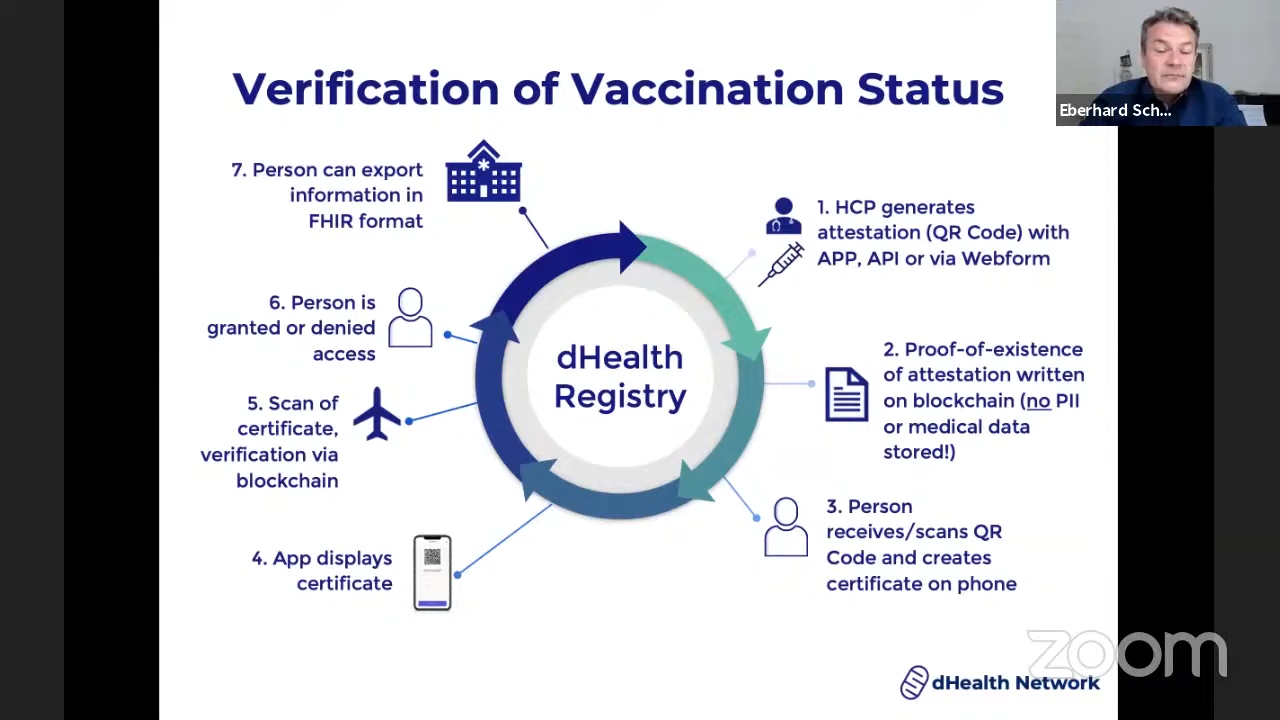 Verification of Vaccination Status
Eberhard Sch...
1. HCP generates
attestation (QR Code) with
APP, API or via Webform
2. Proof-of-existence
of attestation written
on blockchain (no PII
or medical data
stored!)
3. Person
receives/scans QR
Code and creates
certificate on phone
4. App displays
certificate
5. Scan of
certificate,
verification via
blockchain
6. Person is
granted or denied
access
7. Person can export
information in
FHIR format
dHealth
Registry
zoom
dHealth Network